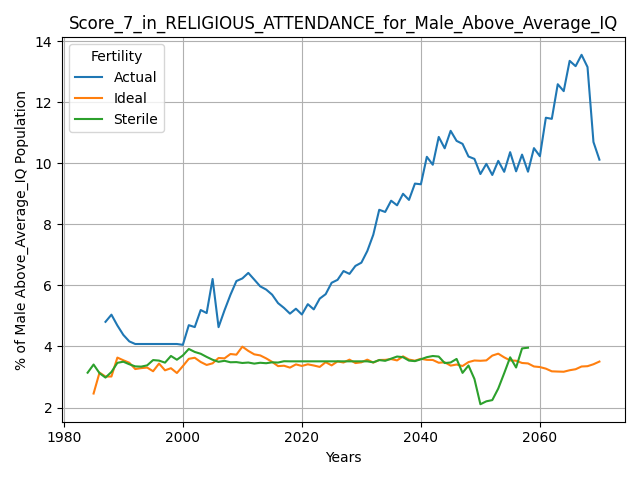 Score_7_in_RELIGIOUS_ATTENDANCE_for_Male_Above_Average_IQ
Fertility
Actual
Ideal
Sterile
% of Male Above_Average_IQ Population
14
12
10
8
6
4
2
1980 2000 2020 2040 2060
Years